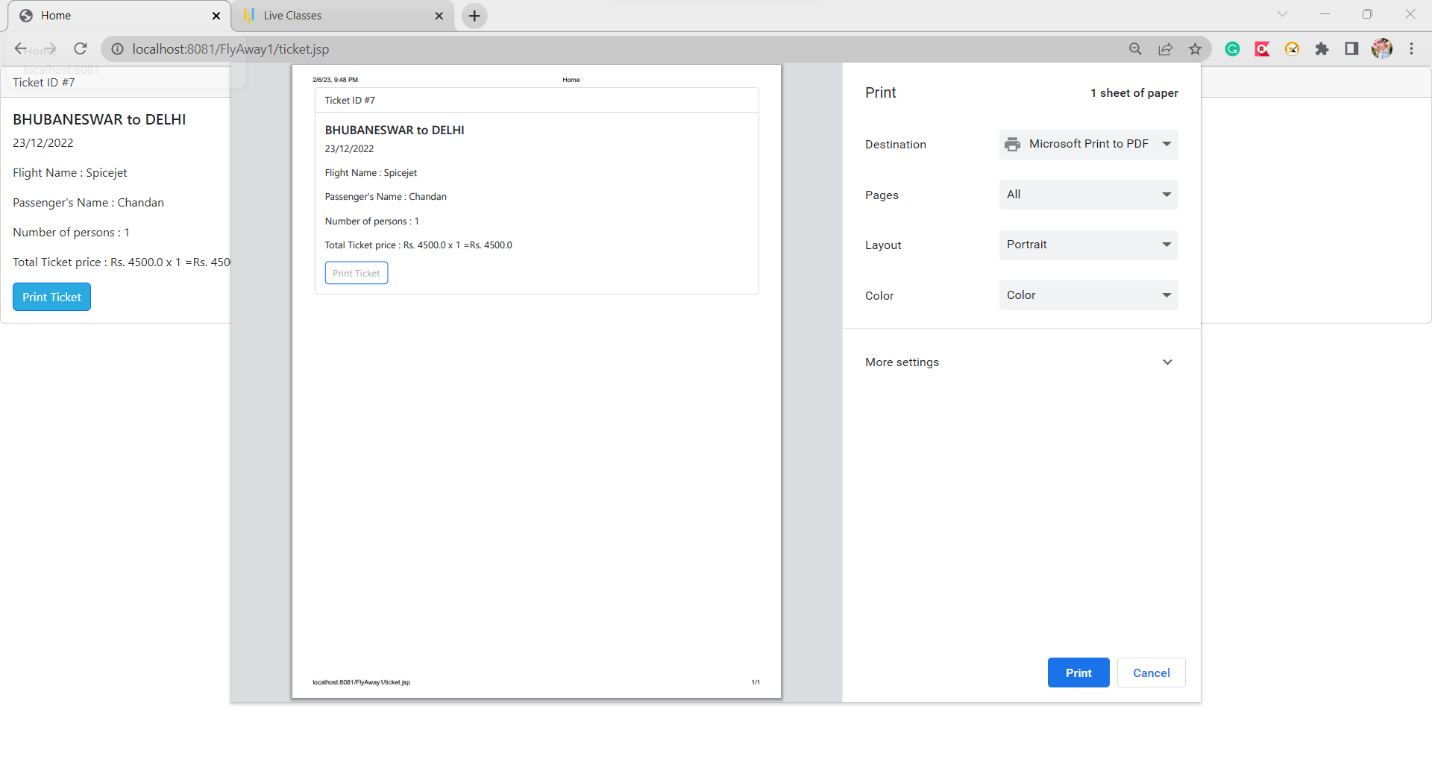 Home
Live Classes
Home
localhost:8081/FlyAway1/ticket.jsp
localhost:8081
Ticket ID #7
BHUBANESWAR to DELHI
23/12/2022
Flight Name : Spicejet
Passenger's Name : Chandan
Number of persons : 1
Total Ticket price : Rs. 4500.0 x 1 =Rs. 450
Print Ticket
2/6/23, 9:48 PM Home
Ticket ID #7
BHUBANESWAR to DELHI
23/12/2022
Flight Name : Spicejet
Passenger's Name : Chandan
Number of persons : 1
Total Ticket price : Rs. 4500.0 x 1 =Rs. 4500.0
Print Ticket
localhost:8081/FlyAway1/ticket.jsp 1/1
Print 1 sheet of paper
Destination Microsoft Print to PDF
Pages All
Layout Portrait
Color Color
More settings
Print Cancel